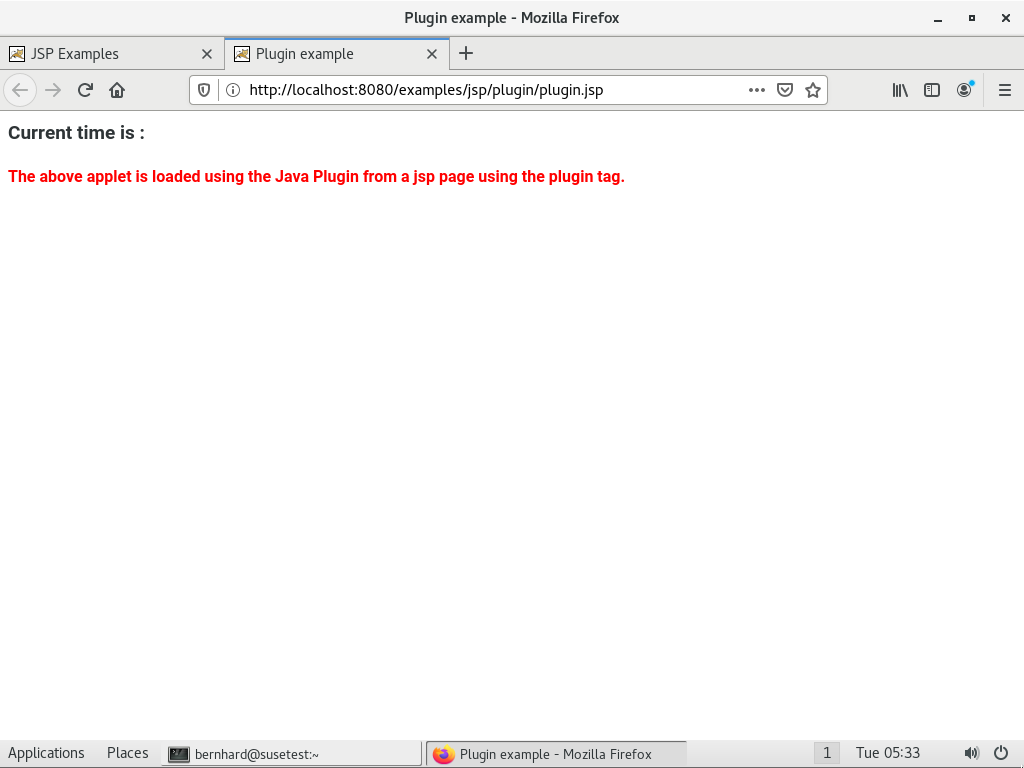 Plugin example - Mozilla Firefox
JSP Examples
Plugin example
http://localhost:8080/examples/jsp/plugin/plugin.jsp
Current time is :
The above applet is loaded using the Java Plugin from a jsp page using the plugin tag.
Applications
Places
bernhard@susetest:~
Plugin example - Mozilla Firefox
1
Tue 05:33